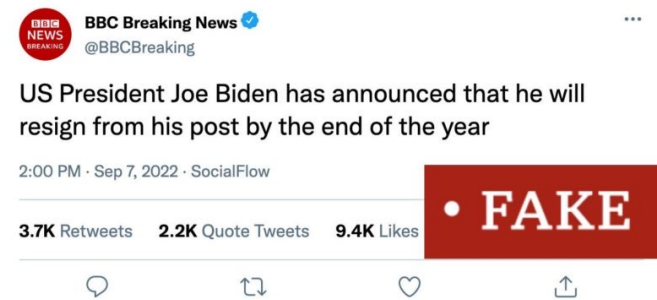 BBC
NEWS
BREAKING
BBC Breaking News
@BBCBreaking
US President Joe Biden has announced that he will
resign from his post by the end of the year
2:00 PM · Sep 7, 2022 · SocialFlow
3.7K Retweets 2.2K Quote Tweets 9.4K Likes
• FAKE